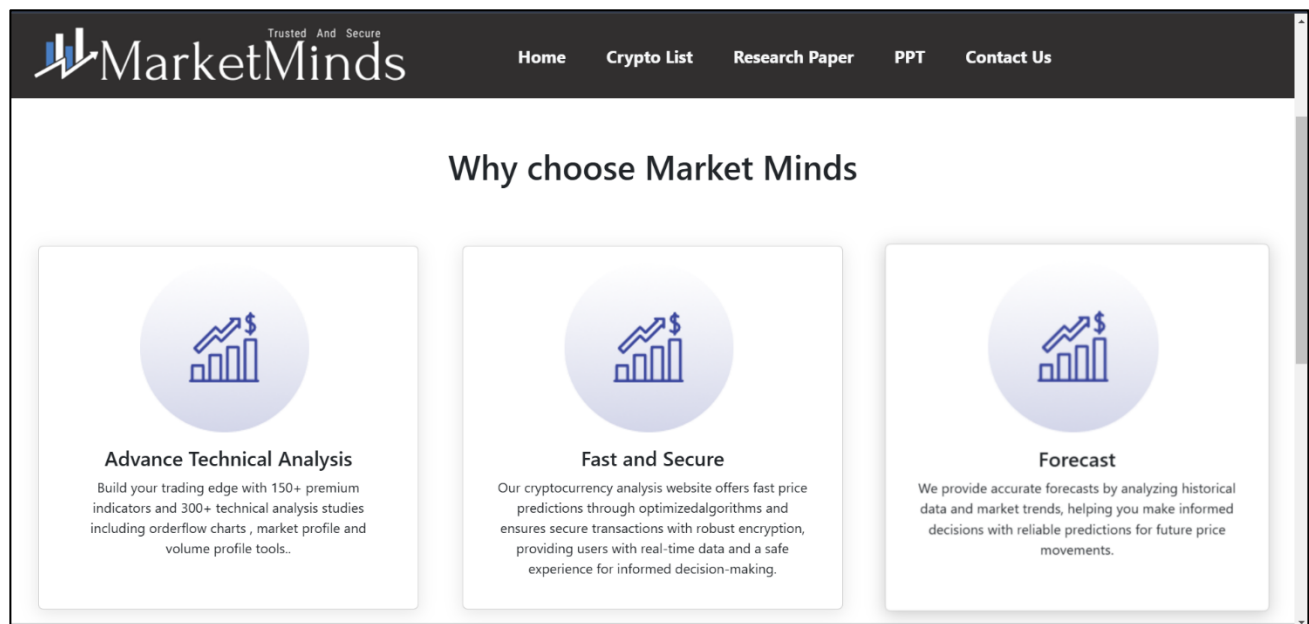 Trusted And Secure
MarketMinds
Home Crypto List Research Paper PPT Contact Us
Why choose Market Minds
Advance Technical Analysis
Build your trading edge with 150+ premium
indicators and 300+ technical analysis studies
including orderflow charts , market profile and
volume profile tools..
Fast and Secure
Our cryptocurrency analysis website offers fast price
predictions through optimizedalgorithms and
ensures secure transactions with robust encryption,
providing users with real-time data and a safe
experience for informed decision-making.
Forecast
We provide accurate forecasts by analyzing historical
data and market trends, helping you make informed
decisions with reliable predictions for future price
movements.